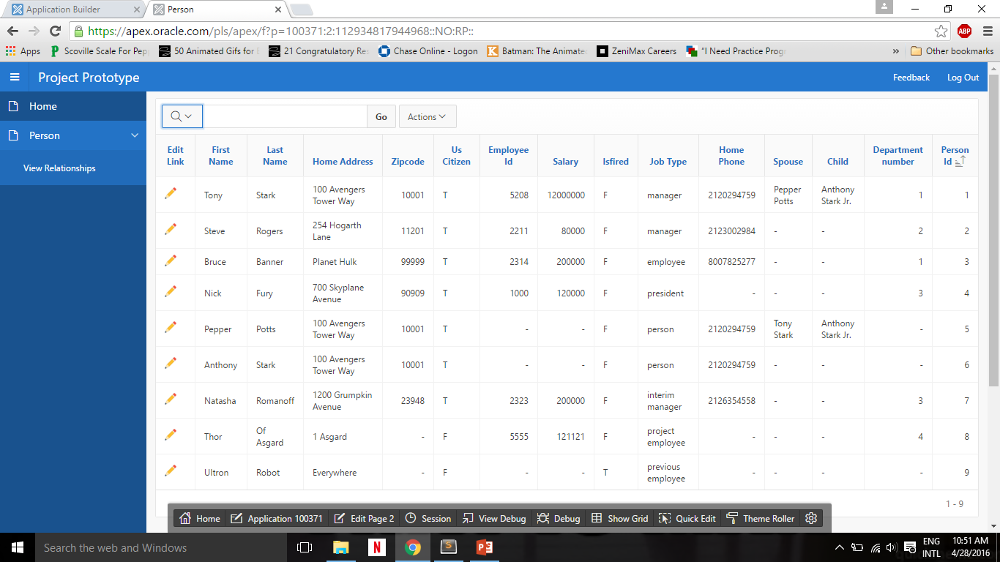 Application Builder
Person
https://apex.oracle.com/pls/apex/f?p=100371:2:112934817944968::NO:RP::
ABP
Apps
Scoville Scale For Pep
50 Animated Gifs for
21 Congratulatory Re
Chase Online - Logon
Batman: The Animate
ZeniMax Careers
"I Need Practice Prog
»
Other bookmarks
Project Prototype
Feedback
Log Out
Home
Person
View Relationships
Go
Actions
Edit Link
First Name
Last Name
Home Address
Zipcode
Us Citizen
Employee Id
Salary
Isfired
Job Type
Home Phone
Spouse
Child
Department number
Person Id
Tony Stark 100 Avengers Tower Way 10001 T 5208 12000000 F manager 2120294759 Pepper Potts Anthony Stark Jr. 1 1
Steve Rogers 254 Hogarth Lane 11201 T 2211 80000 F manager 2123002984 - - 2 2
Bruce Banner Planet Hulk 99999 T 2314 200000 F employee 8007825277 - - 1 3
Nick Fury 700 Skyplane Avenue 90909 T 1000 120000 F president - - - 3 4
Pepper Potts 100 Avengers Tower Way 10001 T - - F person 2120294759 Tony Stark Anthony Stark Jr. - 5
Anthony Stark 100 Avengers Tower Way 10001 T - - F person 2120294759 - - - 6
Natasha Romanoff 1200 Grumpkin Avenue 23948 T 2323 200000 F interim manager 2126354558 - - 3 7
Thor Of Asgard 1 Asgard - F 5555 121121 F project employee - - - 4 8
Ultron Robot Everywhere - F - - T previous employee - - - - 9
1 - 9
Home
Application 100371
Edit Page 2
Session
View Debug
Debug
Show Grid
Quick Edit
Theme Roller
Search the web and Windows
N
S
P
ENG
INTL
10:51 AM
4/28/2016